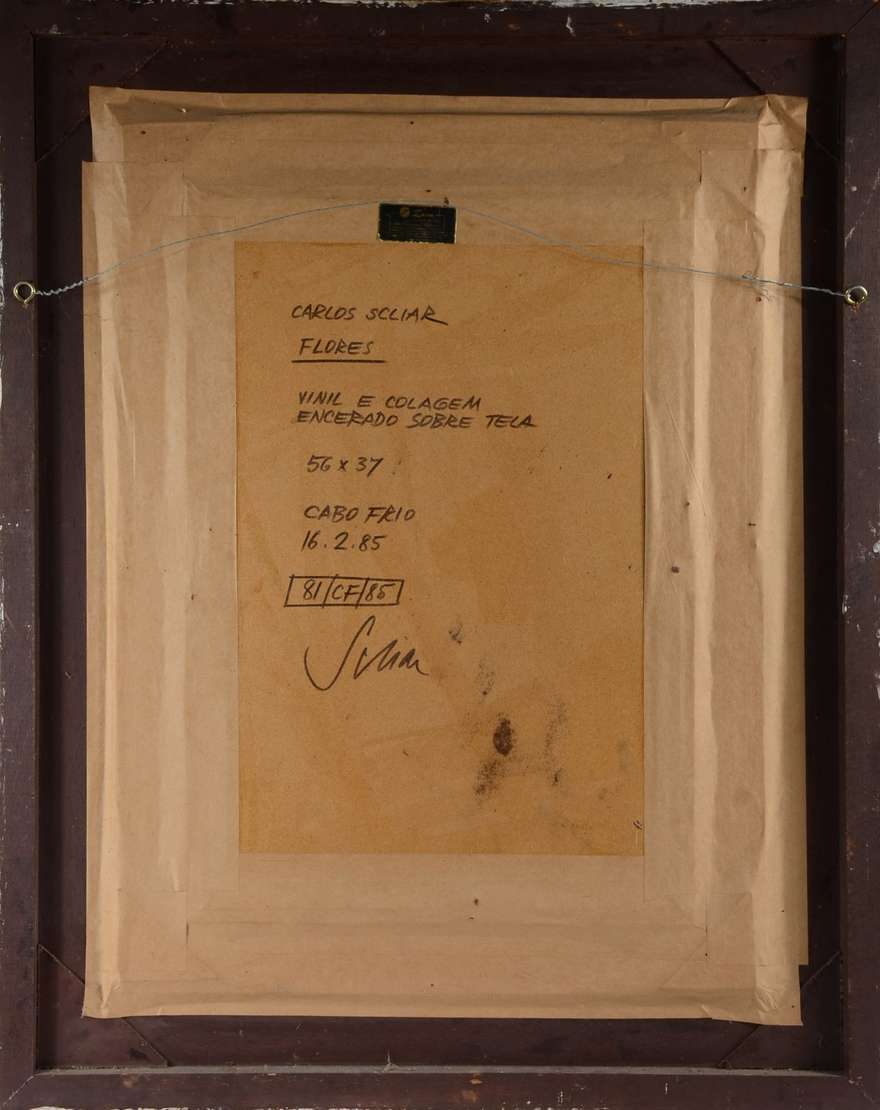 CARLOS SCLIAR
FLORES
VINIL E COLAGEM
ENCERADO SOBRE TELA
56 x 37
CABO FRIO
16.2.85
81/CF/85
Scliar